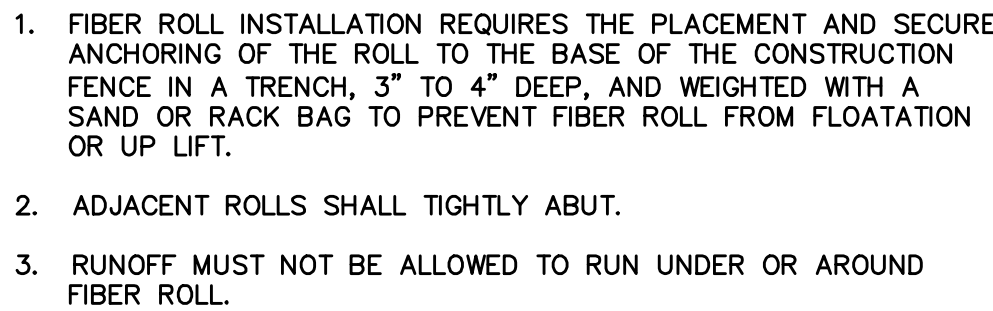 1. FIBER ROLL INSTALLATION REQUIRES THE PLACEMENT AND SECURE
ANCHORING OF THE ROLL TO THE BASE OF THE CONSTRUCTION
FENCE IN A TRENCH, 3” TO 4” DEEP, AND WEIGHTED WITH A
SAND OR RACK BAG TO PREVENT FIBER ROLL FROM FLOATATION
OR UP LIFT.
2. ADJACENT ROLLS SHALL TIGHTLY ABUT.
3. RUNOFF MUST NOT BE ALLOWED TO RUN UNDER OR AROUND
FIBER ROLL.